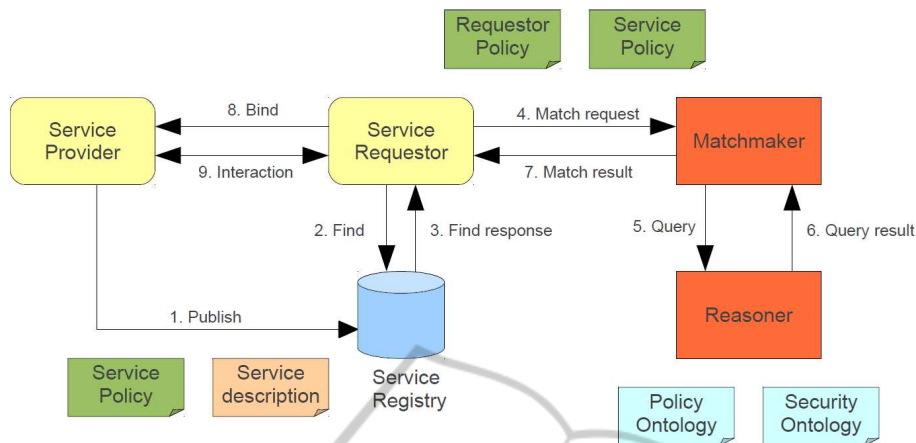 Requestor
Policy
Service
Policy
8. Bind
4. Match request
Service
Provider
Service
Requestor
Matchmaker
9. Interaction
7. Match result
2. Find
3. Find response
5. Query
6. Query result
Reasoner
1. Publish
Service
Policy
Service
description
Service
Registry
Policy
Ontology
Security
Ontology